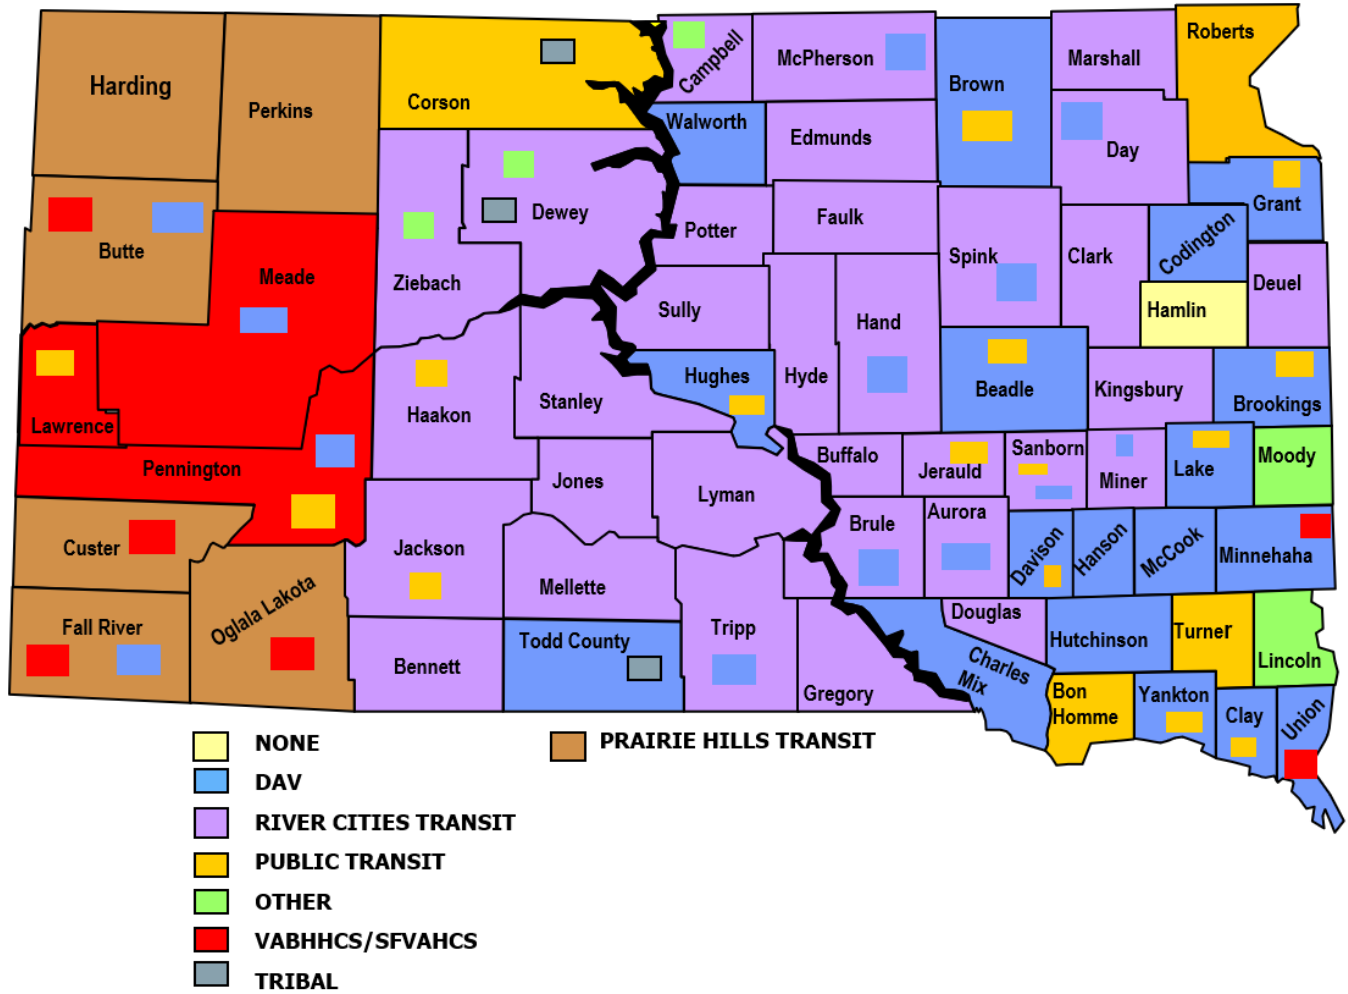 Harding
Perkins
Corson
Campbell
McPherson
Brown
Marshall
Roberts
Walworth
Edmunds
Day
Butte
Meade
Ziebach
Dewey
Potter
Faulk
Spink
Clark
Codington
Grant
Hamlin
Deuel
Sully
Hand
Hyde
Hughes
Beadle
Kingsbury
Brookings
Lawrence
Pennington
Haakon
Stanley
Jones
Lyman
Buffalo
Jerauld
Sanborn
Miner
Lake
Moody
Custer
Jackson
Mellette
Brule
Aurora
Davison
Hanson
McCook
Minnehaha
Fall River
Oglala Lakota
Bennett
Todd County
Tripp
Gregory
Douglas
Charles
Mix
Hutchinson
Turner
Lincoln
Bon
Homme
Yankton
Clay
Union
NONE
DAV
RIVER CITIES TRANSIT
PUBLIC TRANSIT
OTHER
VABHHCS/SFVAHCS
TRIBAL
PRAIRIE HILLS TRANSIT